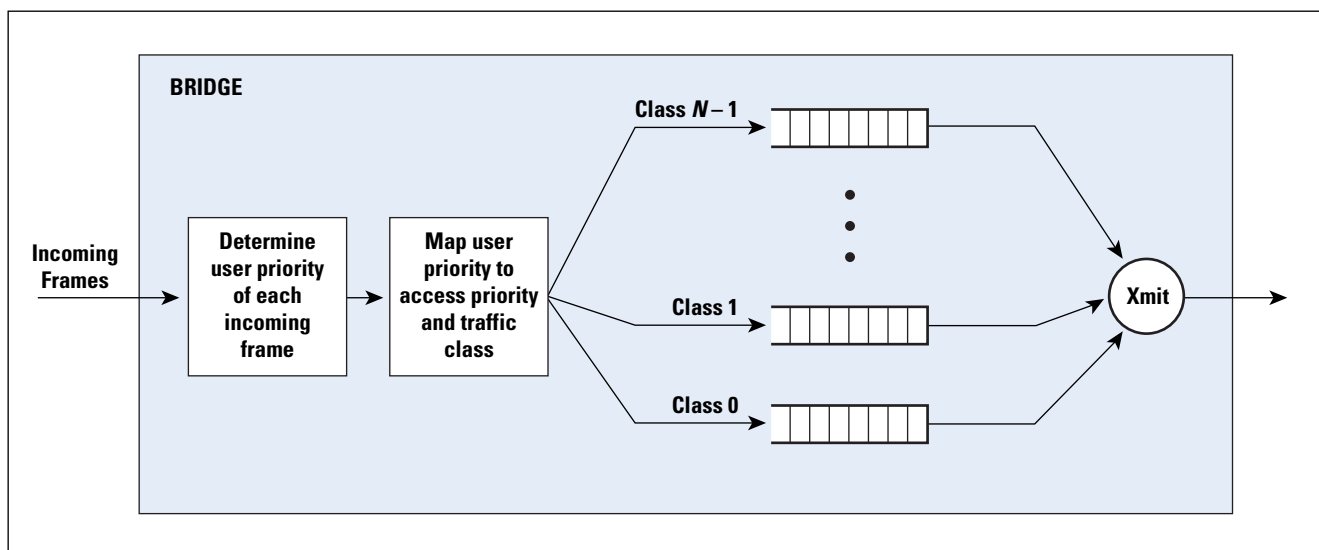 BRIDGE
Incoming
Frames
Determine
user priority
of each
incoming
frame
Map user
priority to
access priority
and traffic
class
Class N – 1
Class 1
Class 0
Xmit